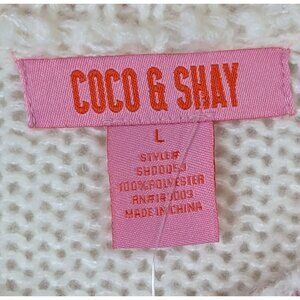 COCO & SHAY
L
STYLE#
100%POLYESTER
MADE IN CHINA